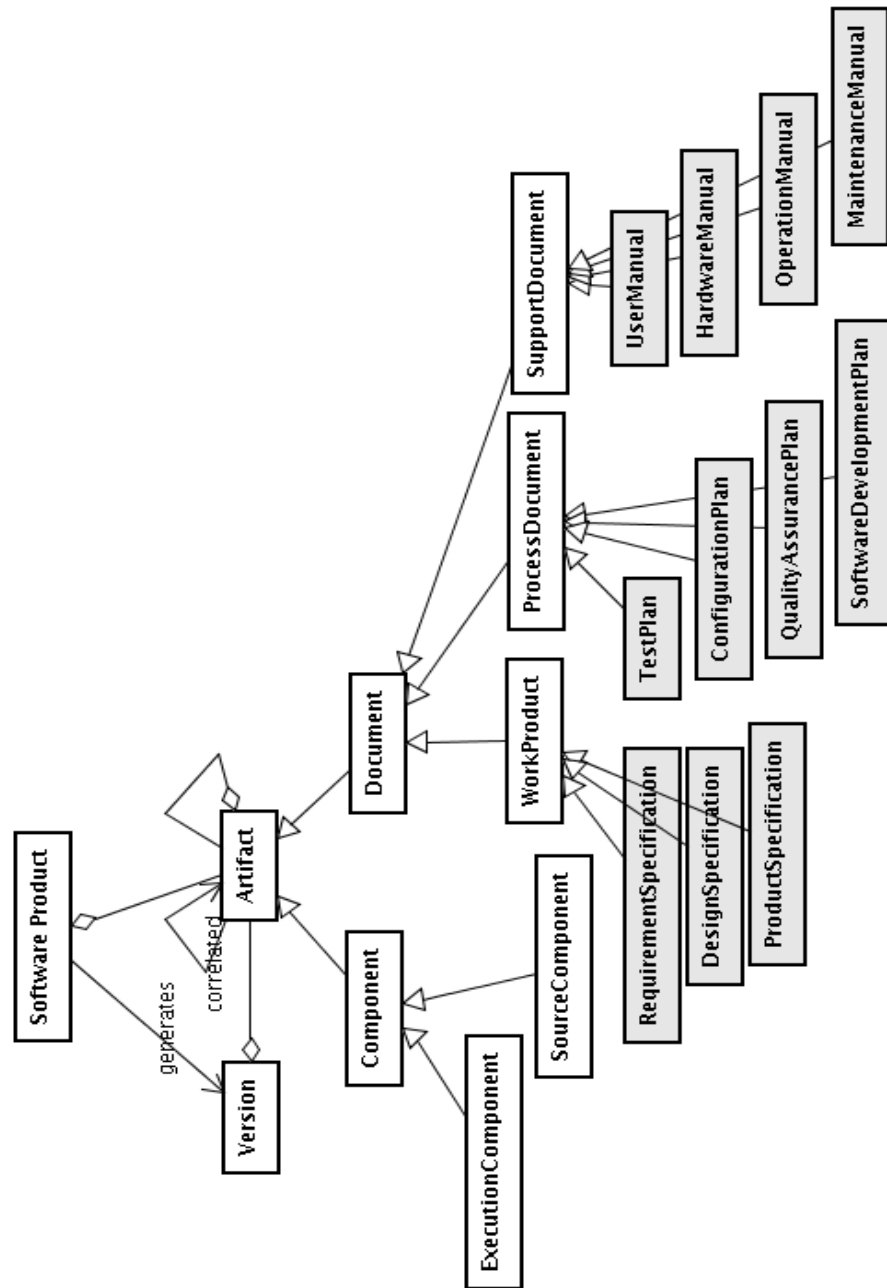 Software Product
generates
correlated
Version
Artifact
Component
Document
ExecutionComponent
SourceComponent
WorkProduct
ProcessDocument
SupportDocument
RequirementSpecification
DesignSpecification
ProductSpecification
TestPlan
ConfigurationPlan
QualityAssurancePlan
SoftwareDevelopmentPlan
UserManual
HardwareManual
OperationManual
MaintenanceManual